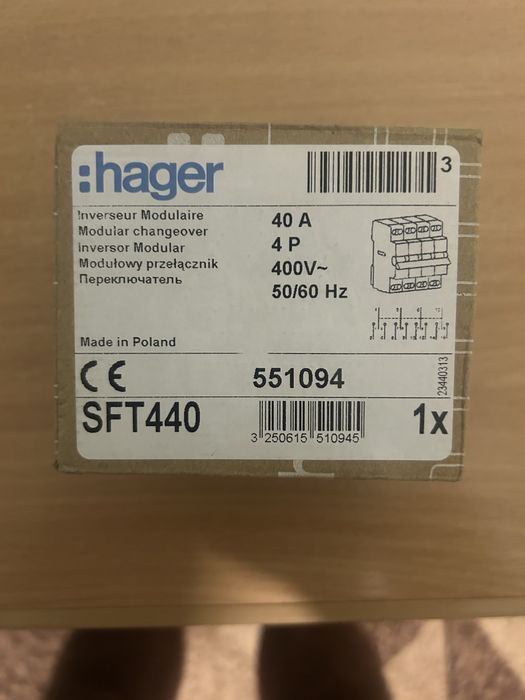 :hager
3
Inverseur Modulaire
Modular changeover
Inversor Modular
Modułowy przełącznik
Переключатель
40 A
4 P
400V~
50/60 Hz
Made in Poland
CE
551094
23440313
SFT440
3 250615 510945
1x